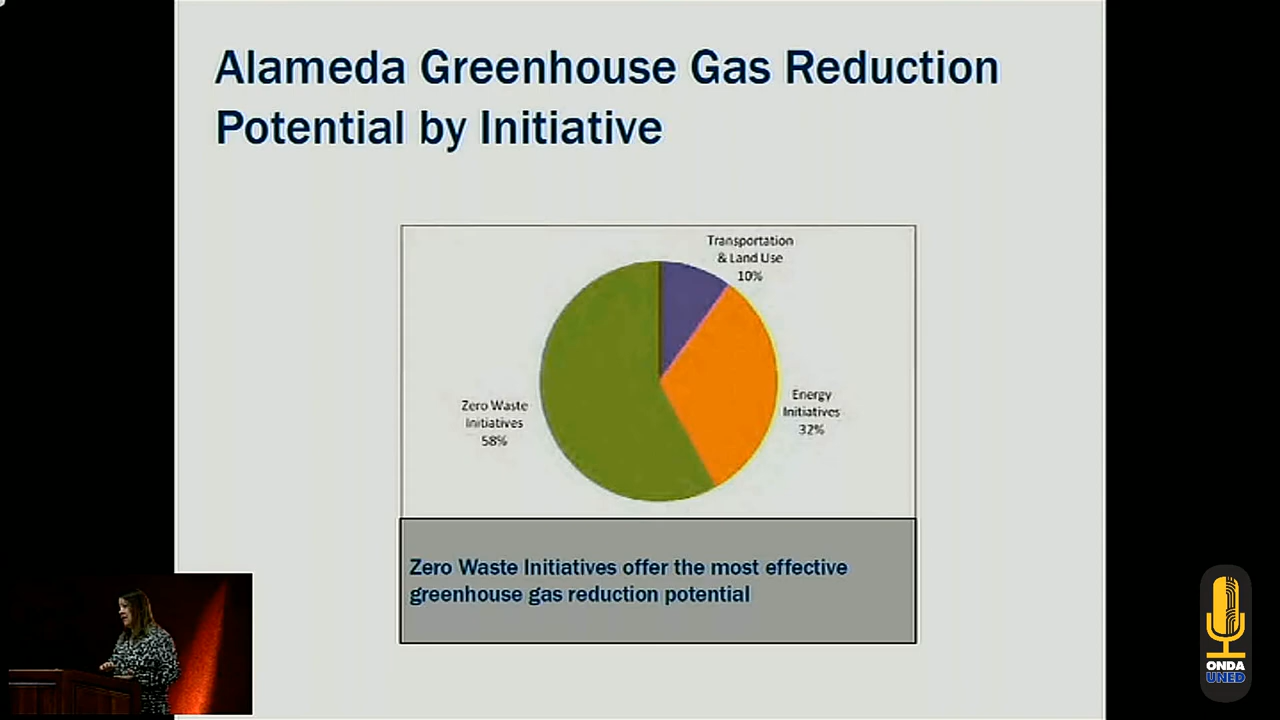 Alameda Greenhouse Gas Reduction
Potential by Initiative
Transportation
& Land Use
10%
Energy
Initiatives
32%
Zero Waste
Initiatives
58%
Zero Waste Initiatives offer the most effective
greenhouse gas reduction potential
ONDA
UNED